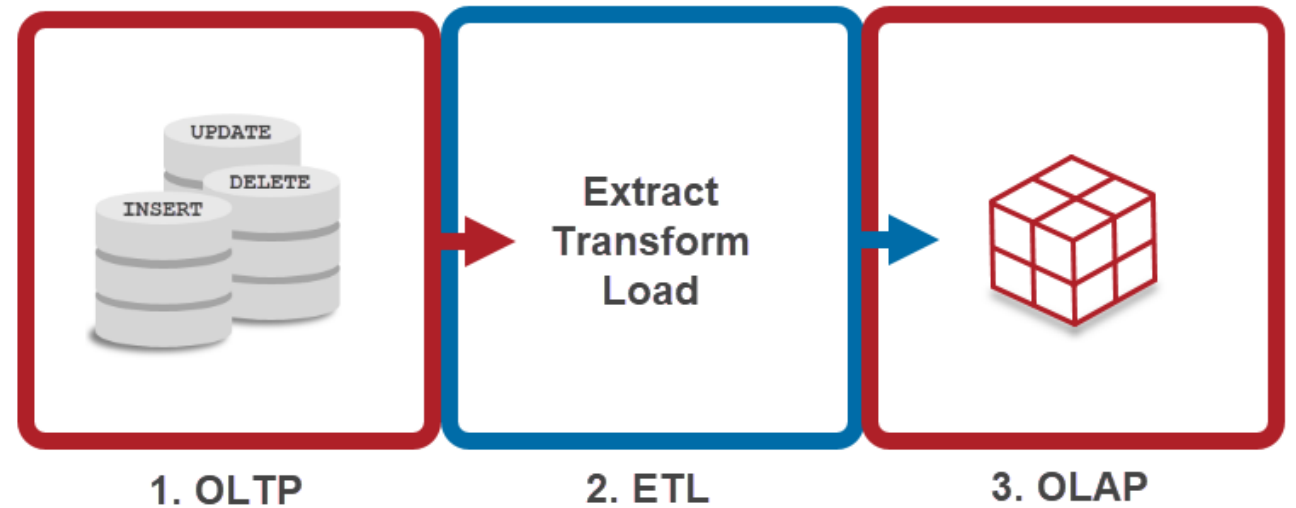 UPDATE
DELETE
INSERT
Extract
Transform
Load
1. OLTP
2. ETL
3. OLAP